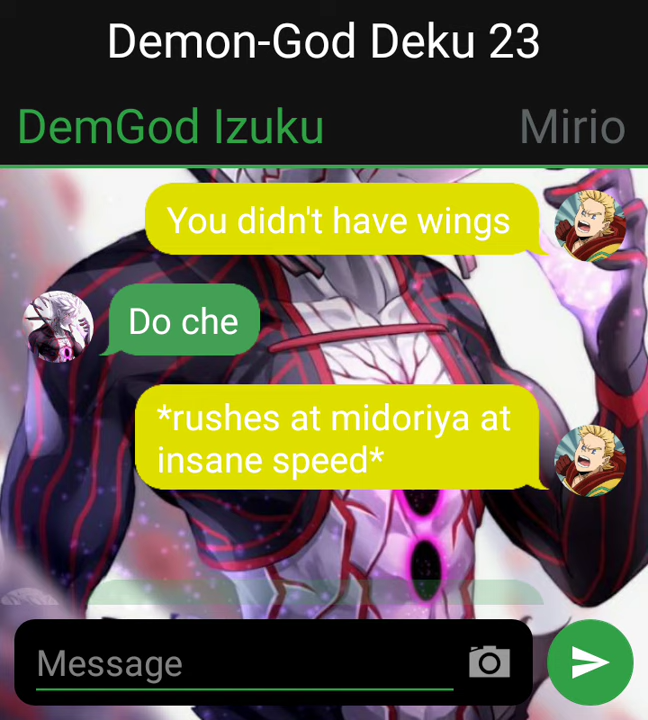 Demon-God Deku 23
DemGod Izuku
Mirio
You didn't have wings
Do che
*rushes at midoriya at
insane speed*
Message